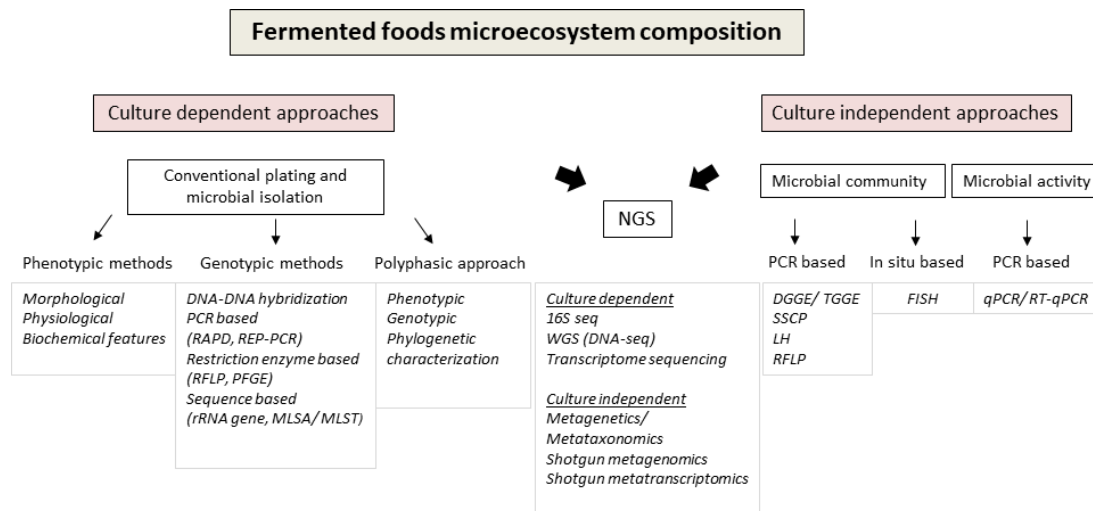 Fermented foods microecosystem composition
Culture dependent approaches
Culture independent approaches
Conventional plating and
microbial isolation
NGS
Microbial community
Microbial activity
Phenotypic methods
Genotypic methods
Polyphasic approach
PCR based
In situ based
PCR based
Morphological
Physiological
Biochemical features
DNA-DNA hybridization
PCR based
(RAPD, REP-PCR)
Restriction enzyme based
(RFLP, PFGE)
Sequence based
(rRNA gene, MLSA/ MLST)
Phenotypic
Genotypic
Phylogenetic
characterization
Culture dependent
16S seq
WGS (DNA-seq)
Transcriptome sequencing
Culture independent
Metagenetics/
Metataxonomics
Shotgun metagenomics
Shotgun metatranscriptomics
DGGE/ TGGE
SSCP
LH
RFLP
FISH
qPCR/ RT-qPCR